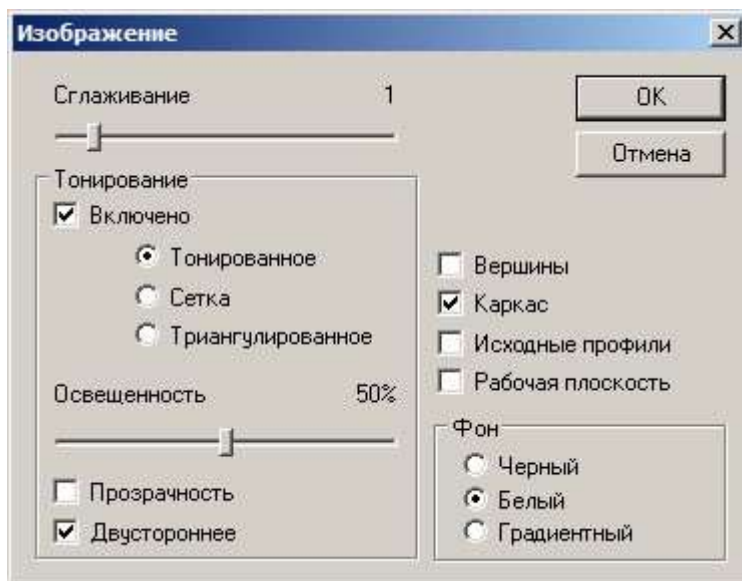 Изображение
Сглаживание 1
OK
Отмена
Тонирование
Включено
Тонированное
Сетка
Триангулированное
Освещенность 50%
Прозрачность
Двустороннее
Вершины
Каркас
Исходные профили
Рабочая плоскость
Фон
Черный
Белый
Градиентный